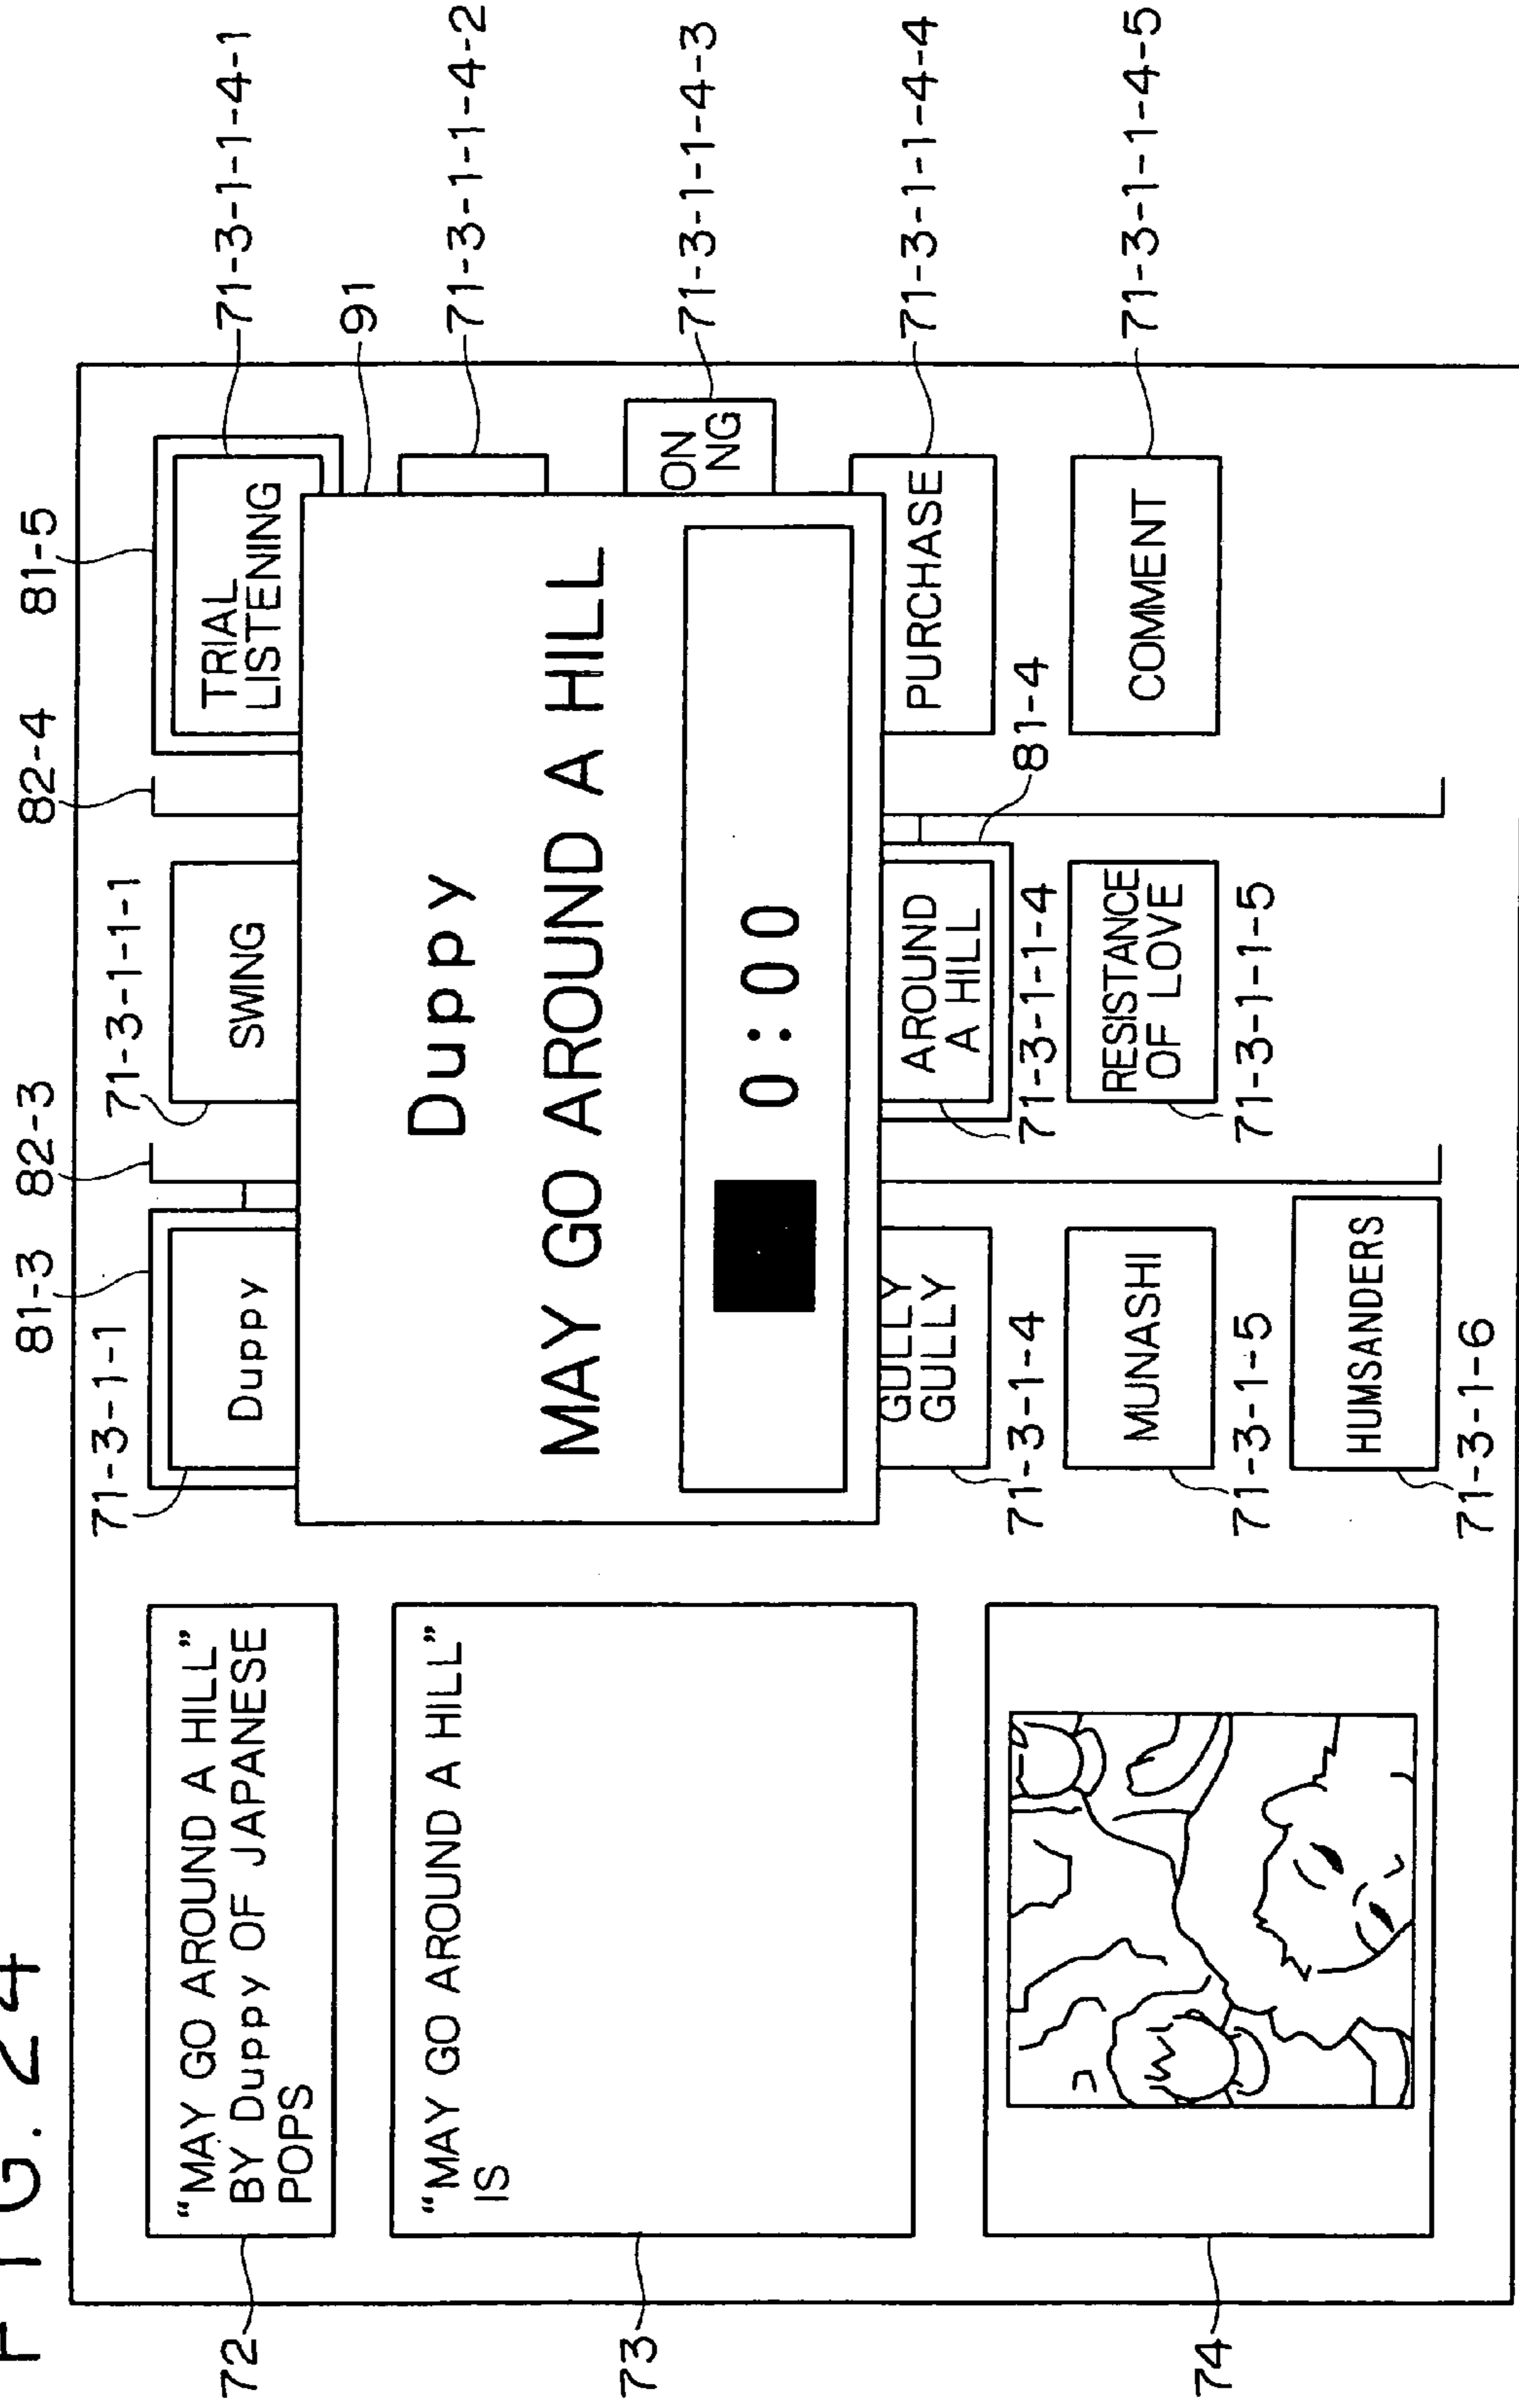 FIG. 24
81-3
82-3
82-4
81-5
71-3-1-1
71-3-1-1-1
72
"MAY GO AROUND A HILL"
BY Duppy OF JAPANESE
POPS
73
"MAY GO AROUND A HILL"
IS
74
Duppy
SWING
TRIAL
LISTENING
71-3-1-1-4-1
91
71-3-1-1-4-2
Duppy
MAY GO AROUND A HILL
0:00
ON
NG
71-3-1-1-4-3
GULLY
GULLY
71-3-1-4
AROUND
A HILL
71-3-1-1-4
81-4
PURCHASE
71-3-1-1-4-4
MUNASHI
71-3-1-5
RESISTANCE
OF LOVE
71-3-1-1-5
COMMENT
71-3-1-1-4-5
HUMSANDERS
71-3-1-6